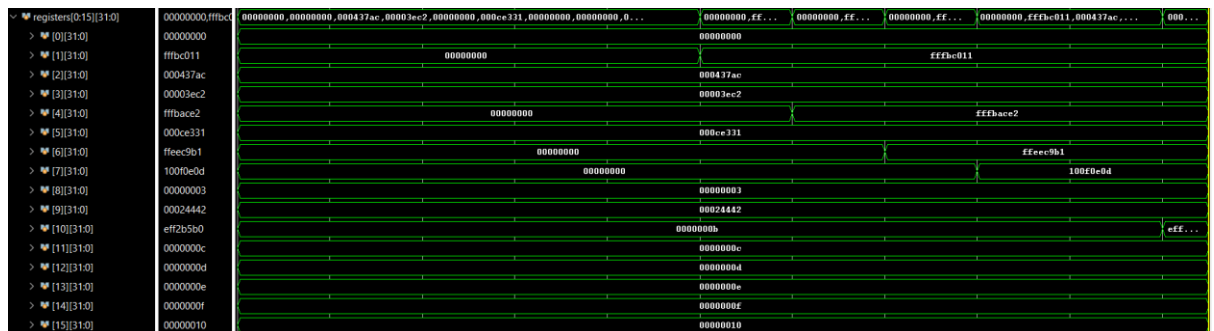 registers[0:15][31:0] 00000000,fffbc0 00000000,00000000,000437ac,00003ec2,00000000,000ce331,00000000,00000000,0... 00000000,ff... 00000000,ff... 00000000,ff... 00000000,fffbc011,000437ac,... 000...
[0][31:0] 00000000 00000000
[1][31:0] fffbc011 00000000 fffbc011
[2][31:0] 000437ac 000437ac
[3][31:0] 00003ec2 00003ec2
[4][31:0] fffbace2 00000000 fffbace2
[5][31:0] 000ce331 000ce331
[6][31:0] ffeec9b1 00000000 ffeec9b1
[7][31:0] 100f0e0d 00000000 100f0e0d
[8][31:0] 00000003 00000003
[9][31:0] 00024442 00024442
[10][31:0] eff2b5b0 0000000b eff...
[11][31:0] 0000000c 0000000c
[12][31:0] 0000000d 0000000d
[13][31:0] 0000000e 0000000e
[14][31:0] 0000000f 0000000f
[15][31:0] 00000010 00000010